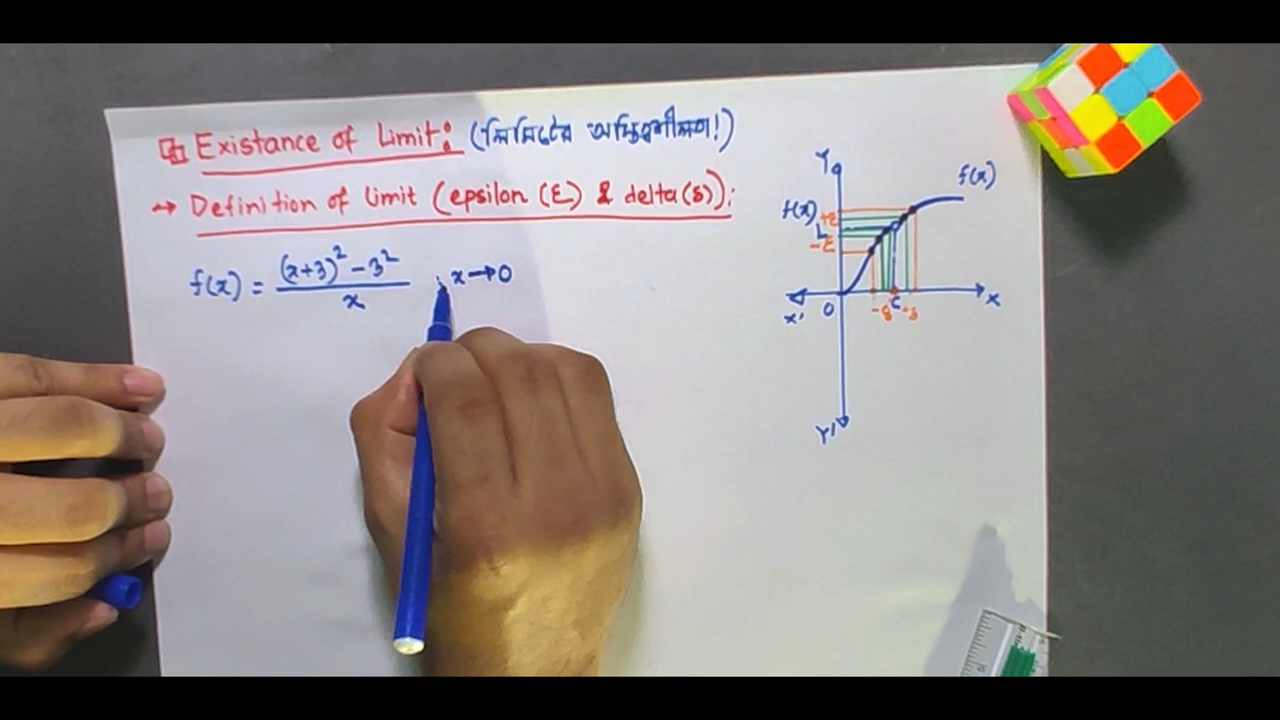 Existance of Limit: (লিমিটের অস্তিত্বশীলতা!)
→ Definition of limit (epsilon (ε) & delta(δ)):
f(x) = ((x+3)² - 3²)/x , x→0
Y
f(x)
f(x)
+ε
L
-ε
X'
O
-δ
C
+δ
X
Y'